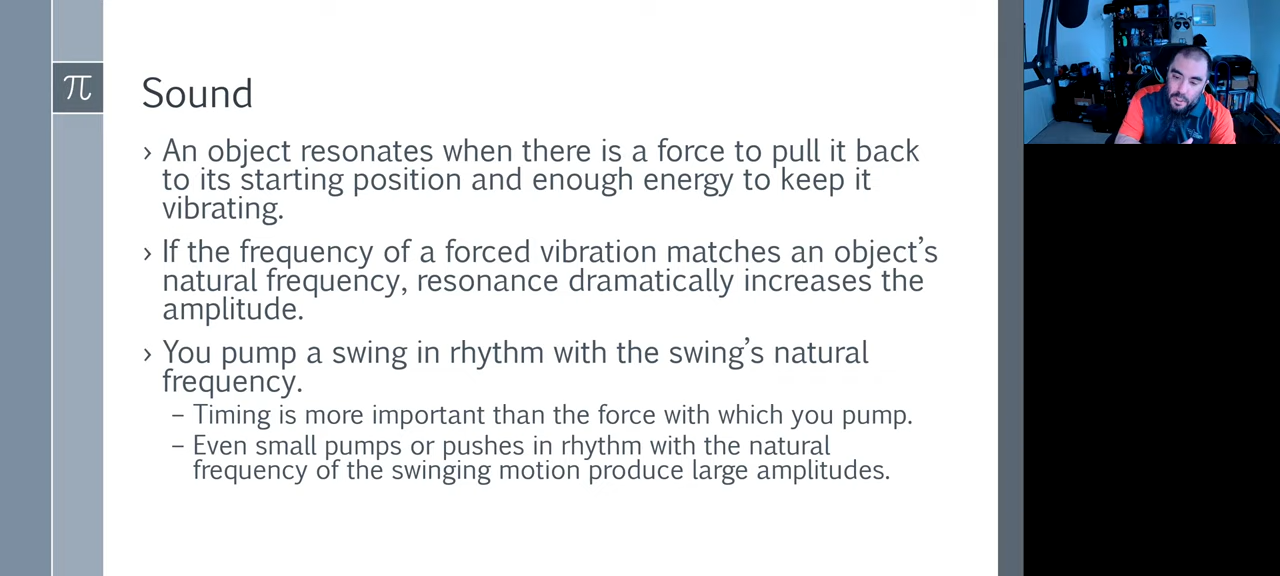 π
Sound
› An object resonates when there is a force to pull it back
to its starting position and enough energy to keep it
vibrating.
› If the frequency of a forced vibration matches an object’s
natural frequency, resonance dramatically increases the
amplitude.
› You pump a swing in rhythm with the swing’s natural
frequency.
– Timing is more important than the force with which you pump.
– Even small pumps or pushes in rhythm with the natural
frequency of the swinging motion produce large amplitudes.